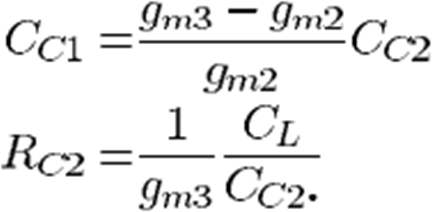 C_{C1} = \frac{g_{m3} - g_{m2}}{g_{m2}} C_{C2}
R_{C2} = \frac{1}{g_{m3}} \frac{C_L}{C_{C2}}.